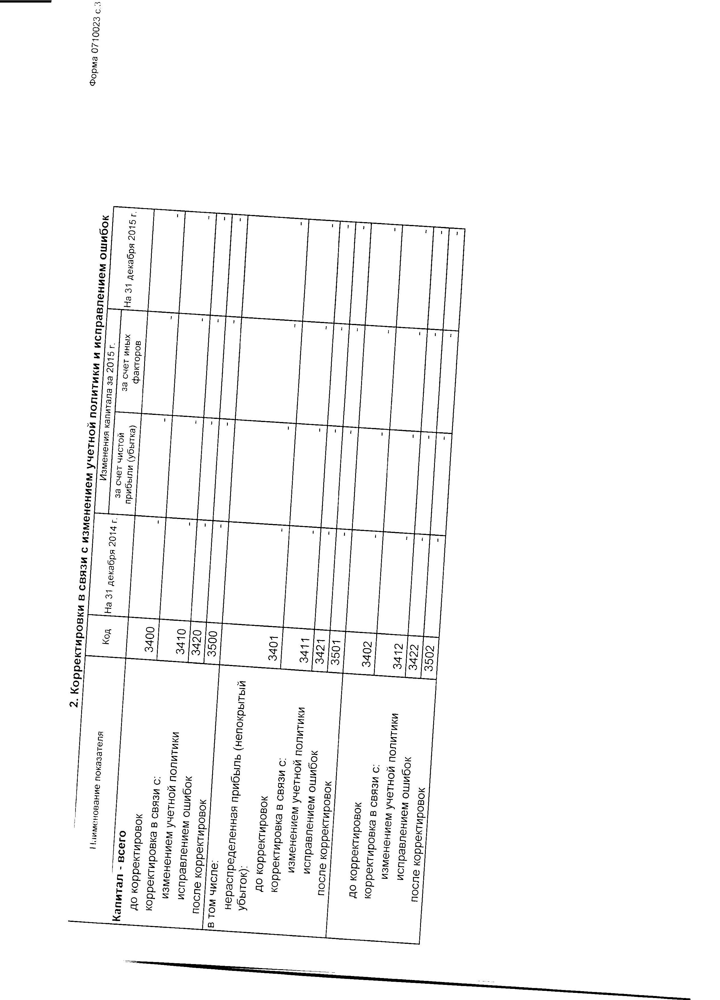 Форма 0710023 с.3
2. Корректировки в связи с изменением учетной политики и исправлением ошибок
Наименование показателя Код На 31 декабря 2014 г. Изменения капитала за 2015 г. На 31 декабря 2015 г.
за счет чистой прибыли (убытка) за счет иных факторов
Капитал - всего
до корректировок 3400 - - - -
корректировка в связи с:
изменением учетной политики 3410 - - - -
исправлением ошибок 3420 - - - -
после корректировок 3500 - - - -
в том числе:
нераспределенная прибыль (непокрытый
убыток):
до корректировок 3401 - - - -
корректировка в связи с:
изменением учетной политики 3411 - - - -
исправлением ошибок 3421 - - - -
после корректировок 3501 - - - -
до корректировок 3402 - - - -
корректировка в связи с:
изменением учетной политики 3412 - - - -
исправлением ошибок 3422 - - - -
после корректировок 3502 - - - -